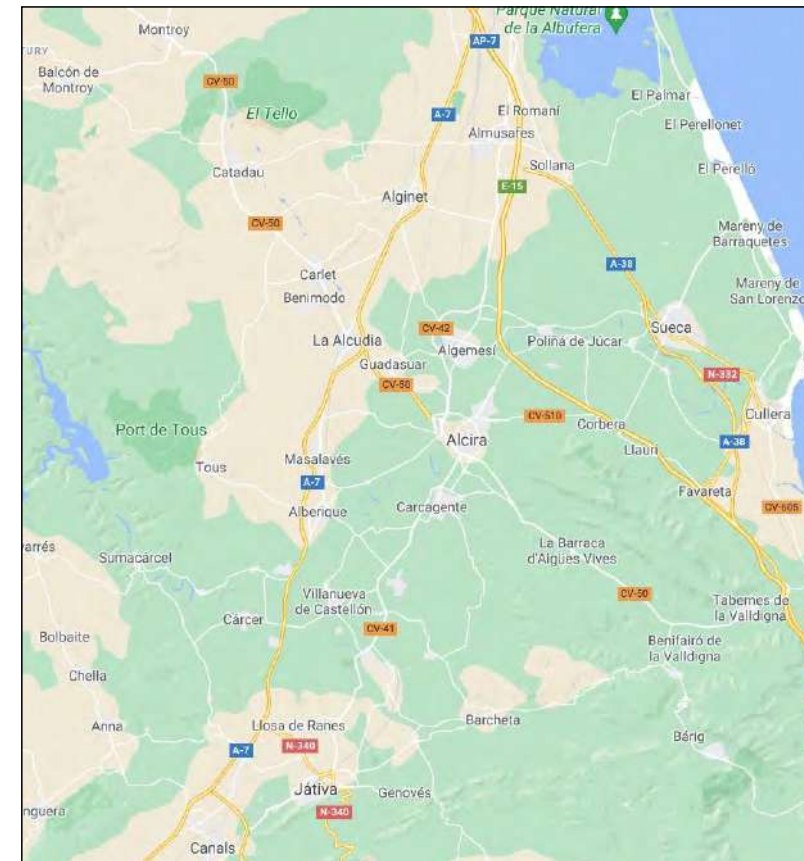 Parque Natural
de la Albufera
Montroy
AP-7
Balcón de
Montroy
CV-50
El Tello
A-7
El Romaní
El Palmar
Almusafes
El Perellonet
Catadau
Sollana
El Perelló
E-15
Alginet
CV-50
Mareny de
Barraquetes
A-38
Carlet
Benimodo
Mareny de
San Lorenzo
CV-42
Sueca
La Alcudia
Algemesí
Poliñá de Júcar
Guadasuar
N-332
CV-50
Cullera
CV-510
Corbera
Port de Tous
Alcira
Llaurí
A-38
Tous
Masalavés
A-7
Favareta
Alberique
Carcagente
CV-605
La Barraca
d'Aigües Vives
Sumacárcel
Villanueva
de Castellón
CV-50
Tabernes de
la Valldigna
Cárcer
CV-41
Bolbaite
Benifairó de
la Valldigna
Chella
Anna
Llosa de Ranes
Barcheta
Bárig
A-7
N-340
Játiva
Genovés
N-340
Canals